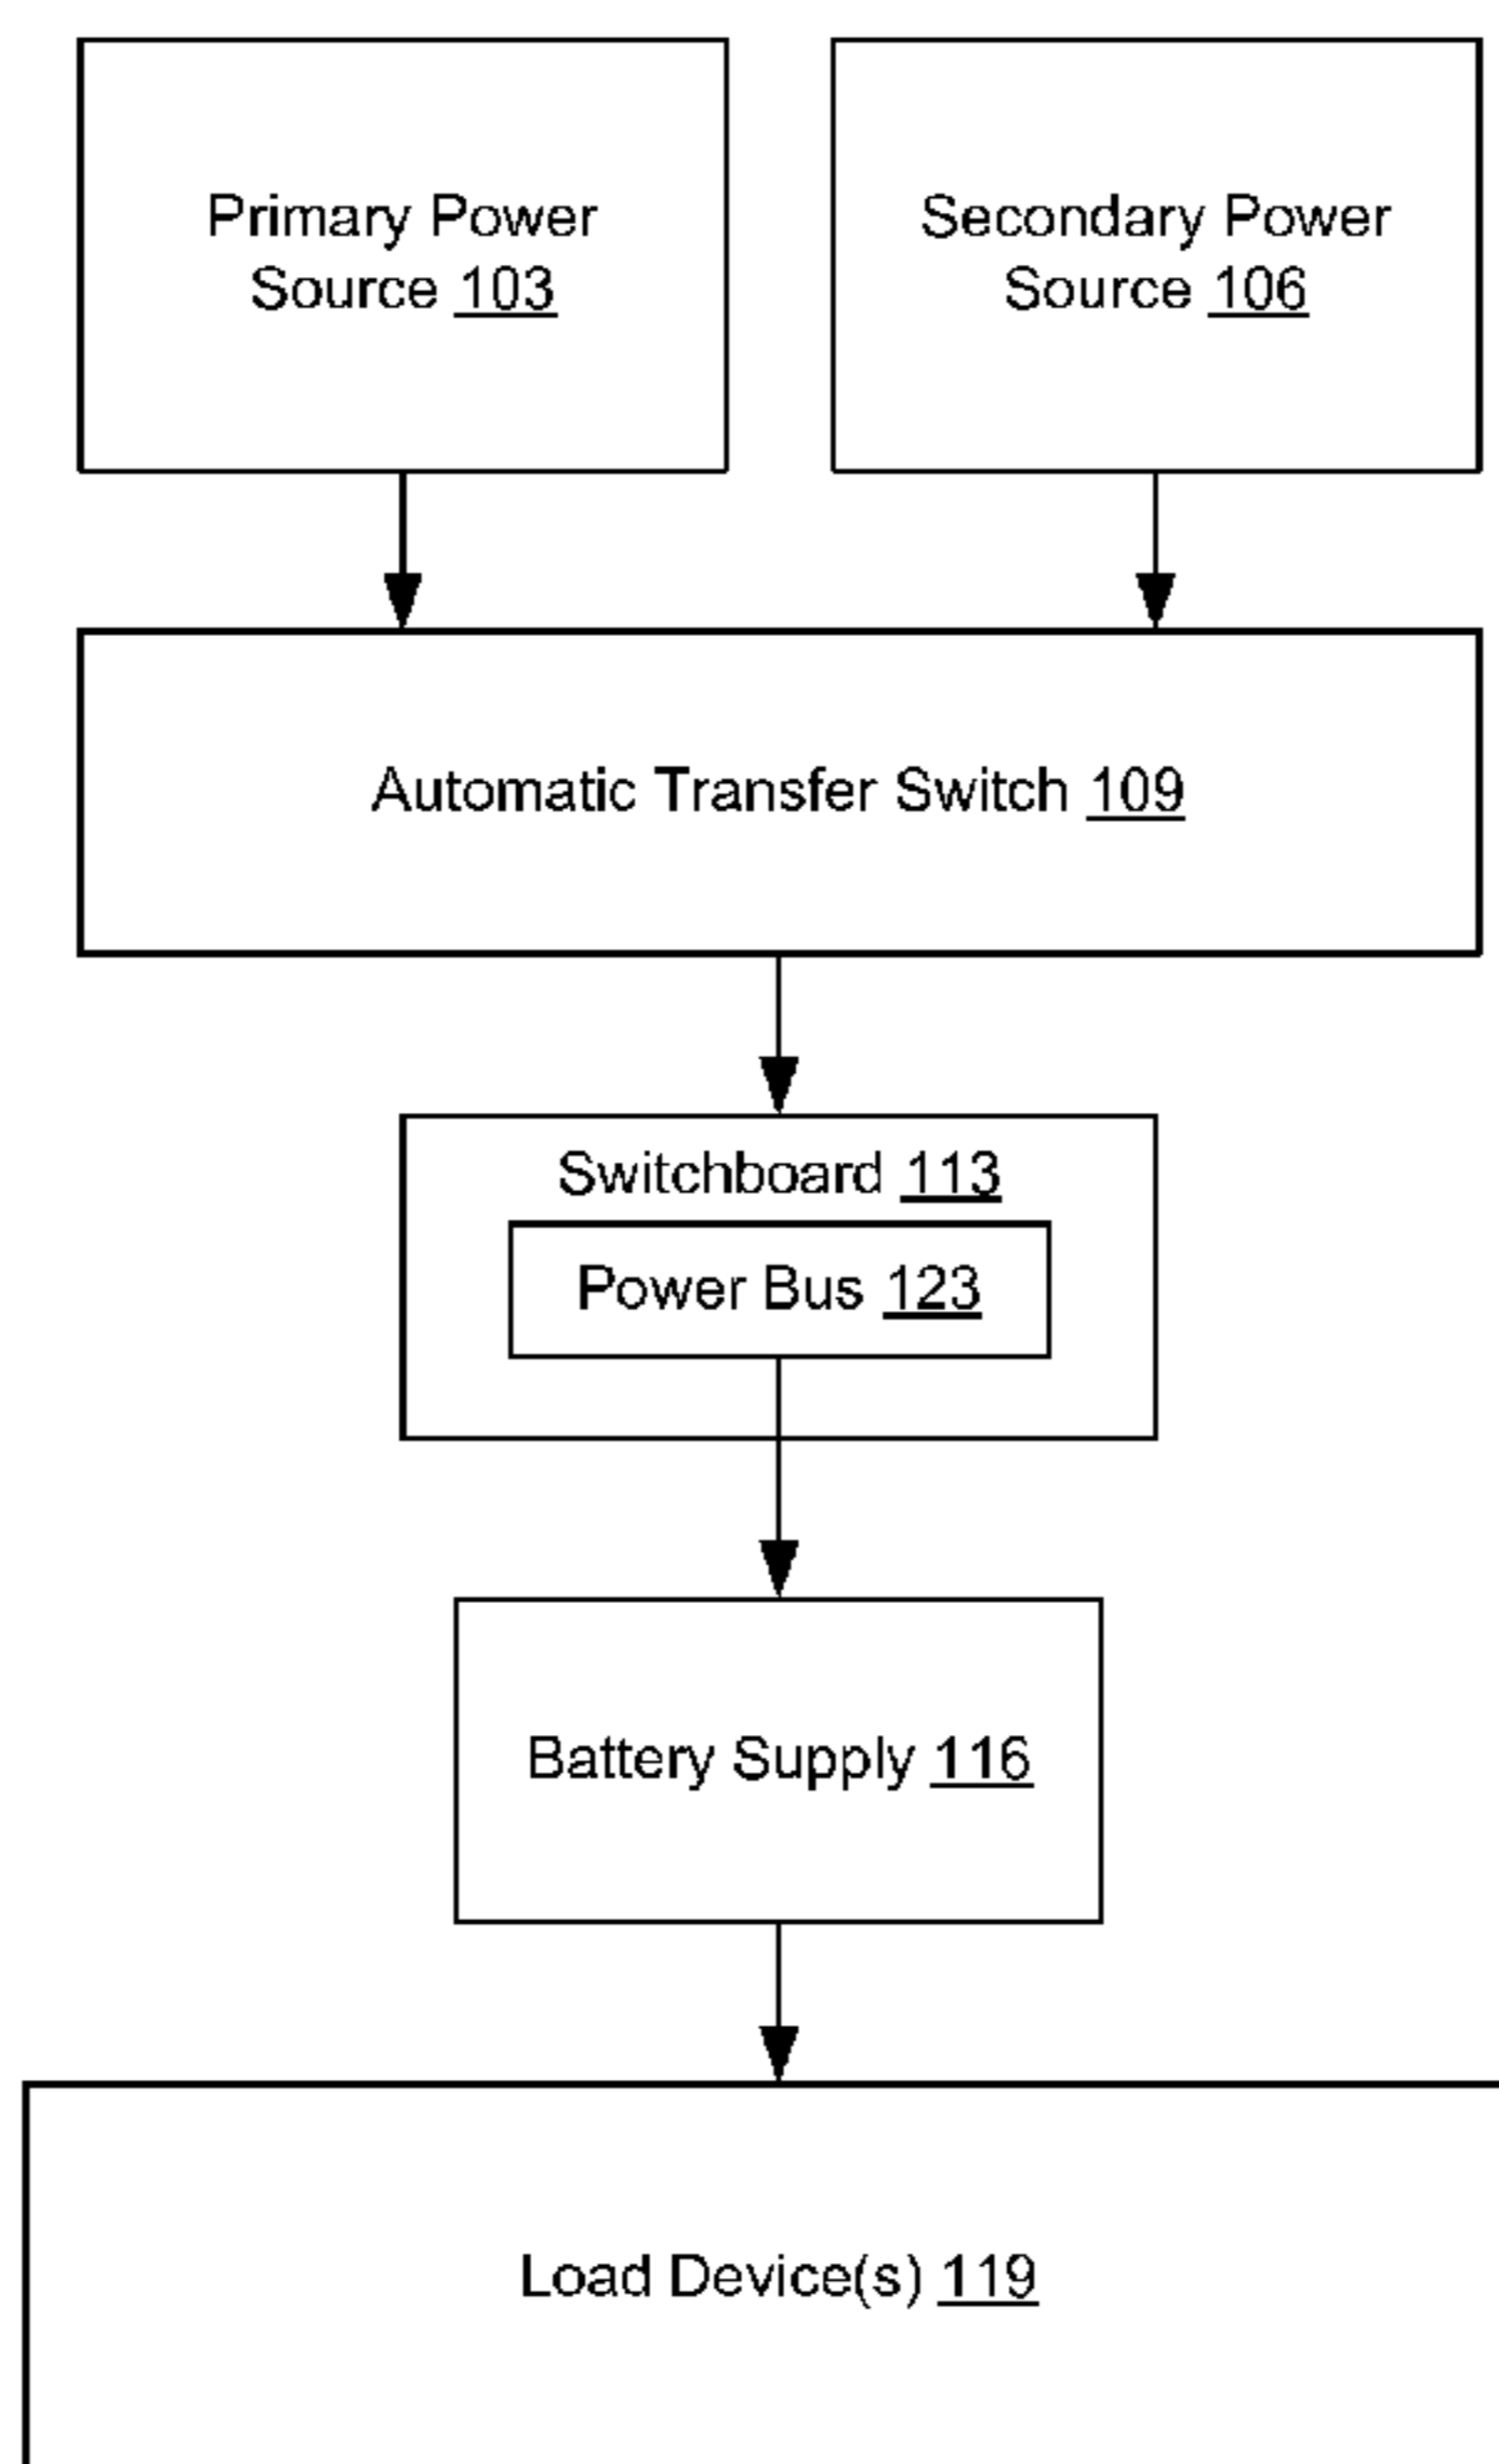 Primary Power
Source 103
Secondary Power
Source 106
Automatic Transfer Switch 109
Switchboard 113
Power Bus 123
Battery Supply 116
Load Device(s) 119